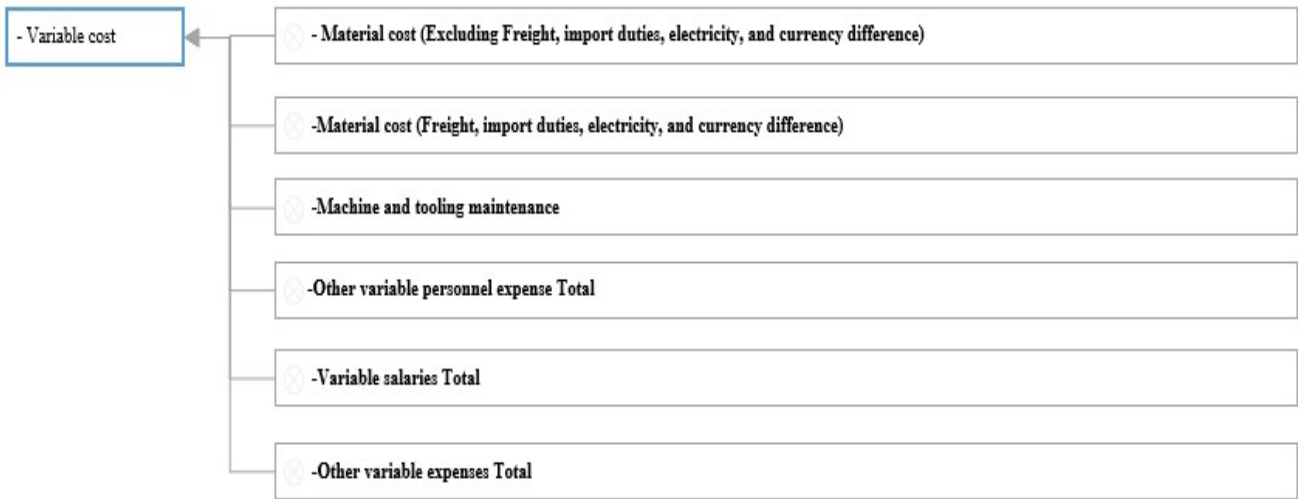 - Variable cost
- Material cost (Excluding Freight, import duties, electricity, and currency difference)
-Material cost (Freight, import duties, electricity, and currency difference)
-Machine and tooling maintenance
-Other variable personnel expense Total
-Variable salaries Total
-Other variable expenses Total